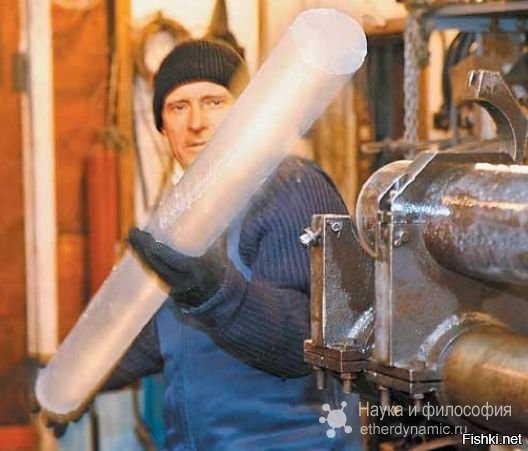 Наука и философия
etherdynamic.ru
Fishki.net